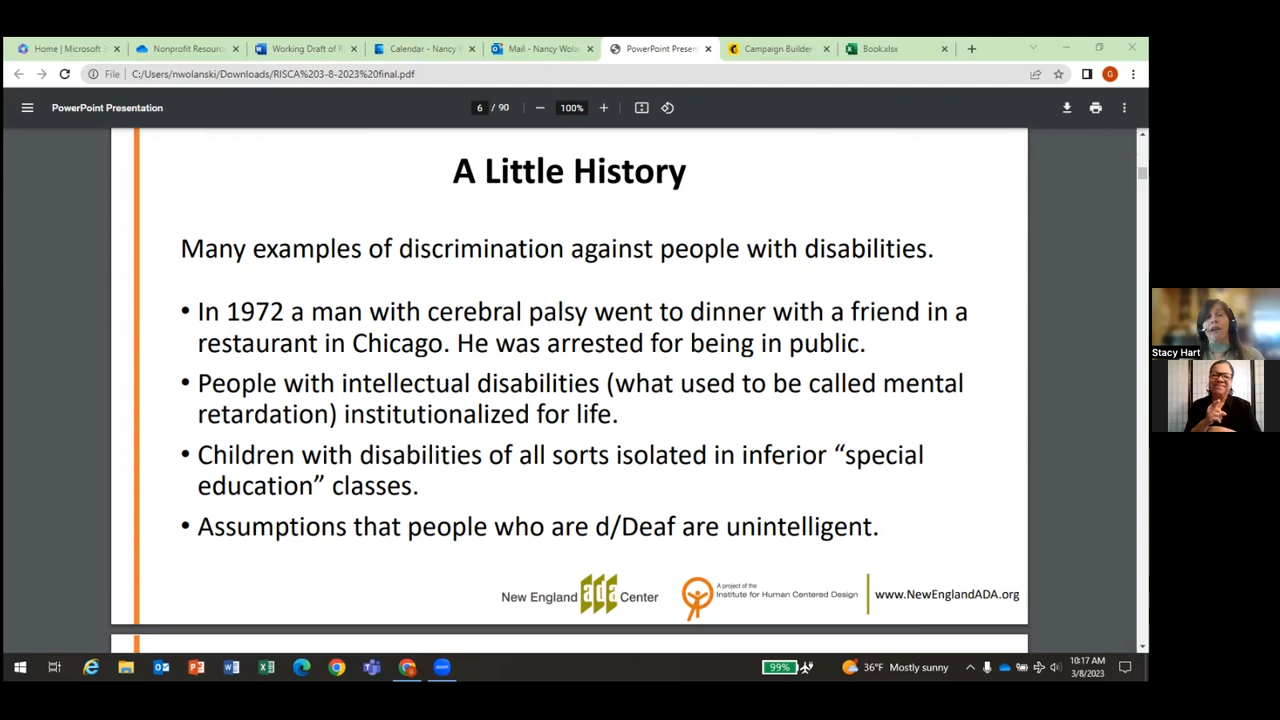 Home | Microsoft 3
Nonprofit Resourc
Working Draft of R
Calendar - Nancy W
Mail - Nancy Wola
PowerPoint Presen
Campaign Builder
Book.xlsx
File
C:/Users/nwolanski/Downloads/RISCA%203-8-2023%20final.pdf
PowerPoint Presentation
6 / 90
100%
A Little History
Many examples of discrimination against people with disabilities.
• In 1972 a man with cerebral palsy went to dinner with a friend in a
restaurant in Chicago. He was arrested for being in public.
• People with intellectual disabilities (what used to be called mental
retardation) institutionalized for life.
• Children with disabilities of all sorts isolated in inferior “special
education” classes.
• Assumptions that people who are d/Deaf are unintelligent.
New England ada Center
A project of the
Institute for Human Centered Design
www.NewEnglandADA.org
Stacy Hart
99%
36°F Mostly sunny
10:17 AM
3/8/2023